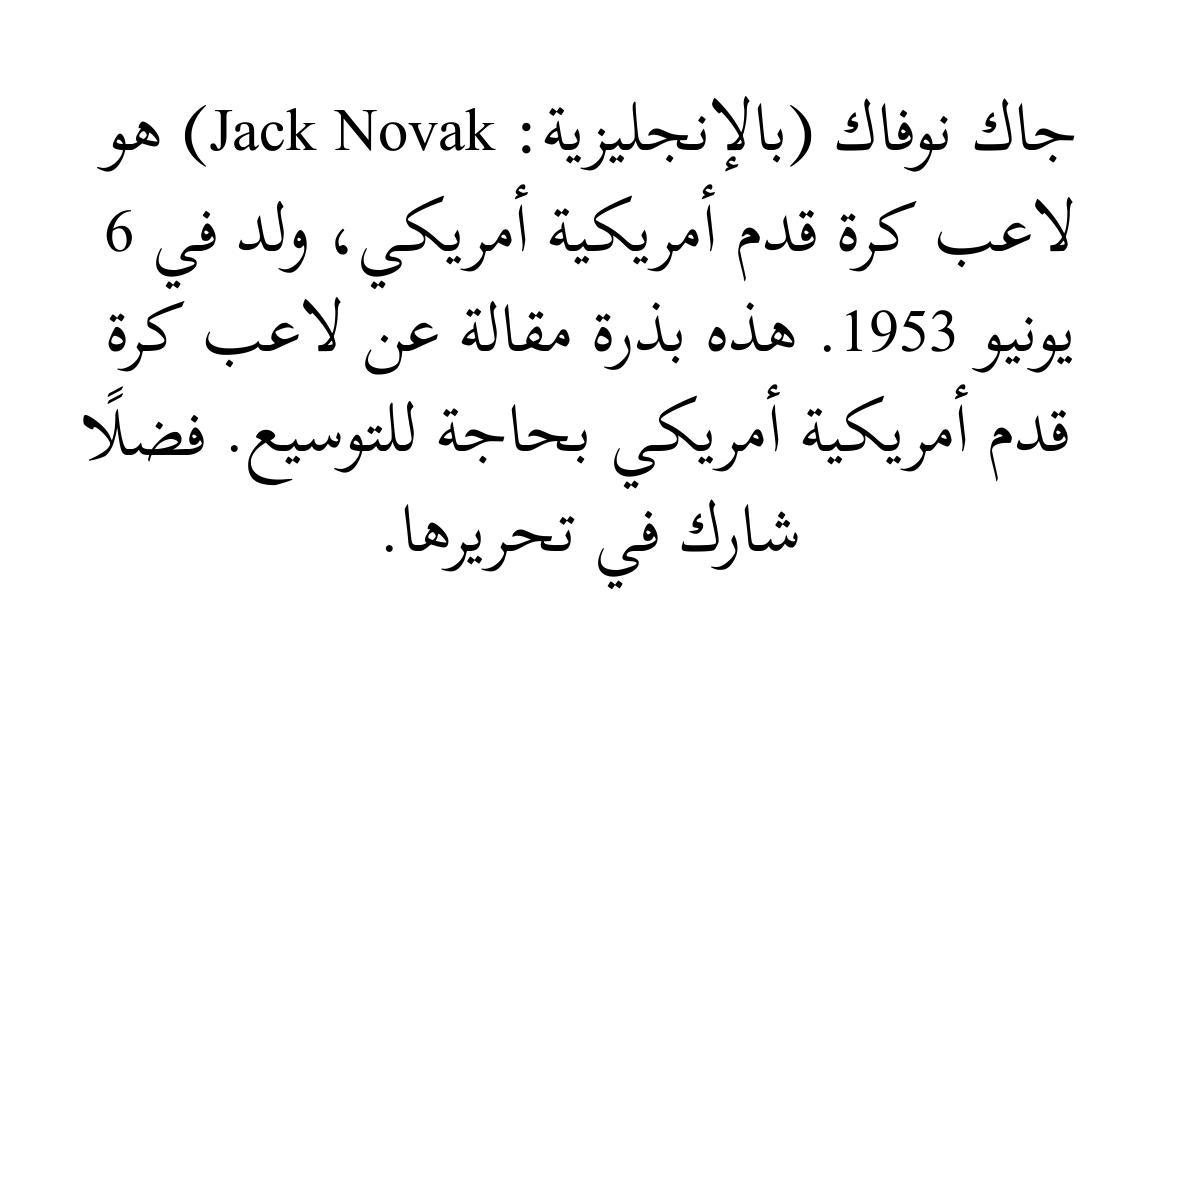 جاك نوفاك (بالإنجليزية: Jack Novak) هو
لاعب كرة قدم أمريكية أمريكي، ولد في 6
يونيو 1953. هذه بذرة مقالة عن لاعب كرة
قدم أمريكية أمريكي بحاجة للتوسيع. فضلًا
شارك في تحريرها.